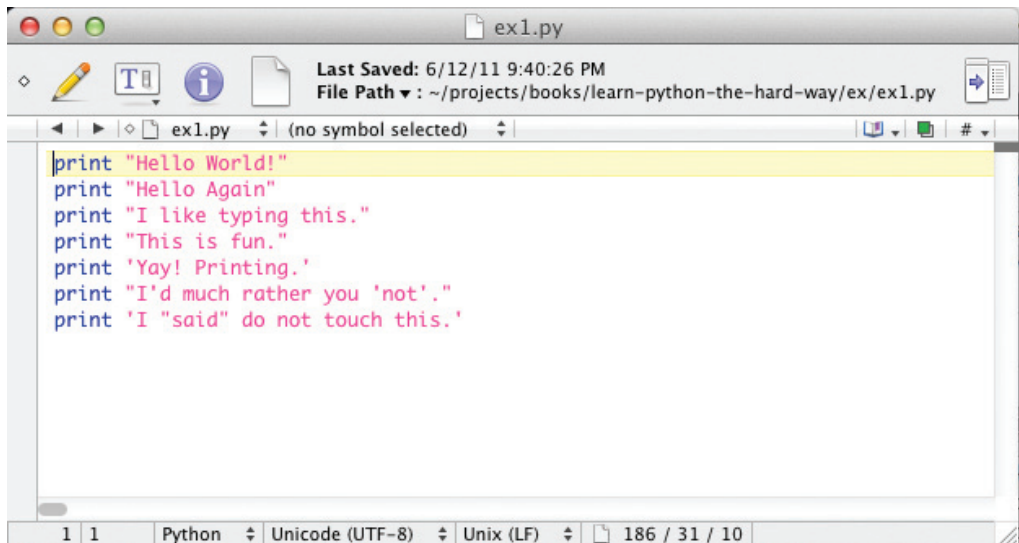 ex1.py
Last Saved: 6/12/11 9:40:26 PM
File Path ▾ : ~/projects/books/learn-python-the-hard-way/ex/ex1.py
ex1.py (no symbol selected) #
print "Hello World!"
print "Hello Again"
print "I like typing this."
print "This is fun."
print 'Yay! Printing.'
print "I'd much rather you 'not'."
print 'I "said" do not touch this.'
1 1 Python Unicode (UTF-8) Unix (LF) 186 / 31 / 10